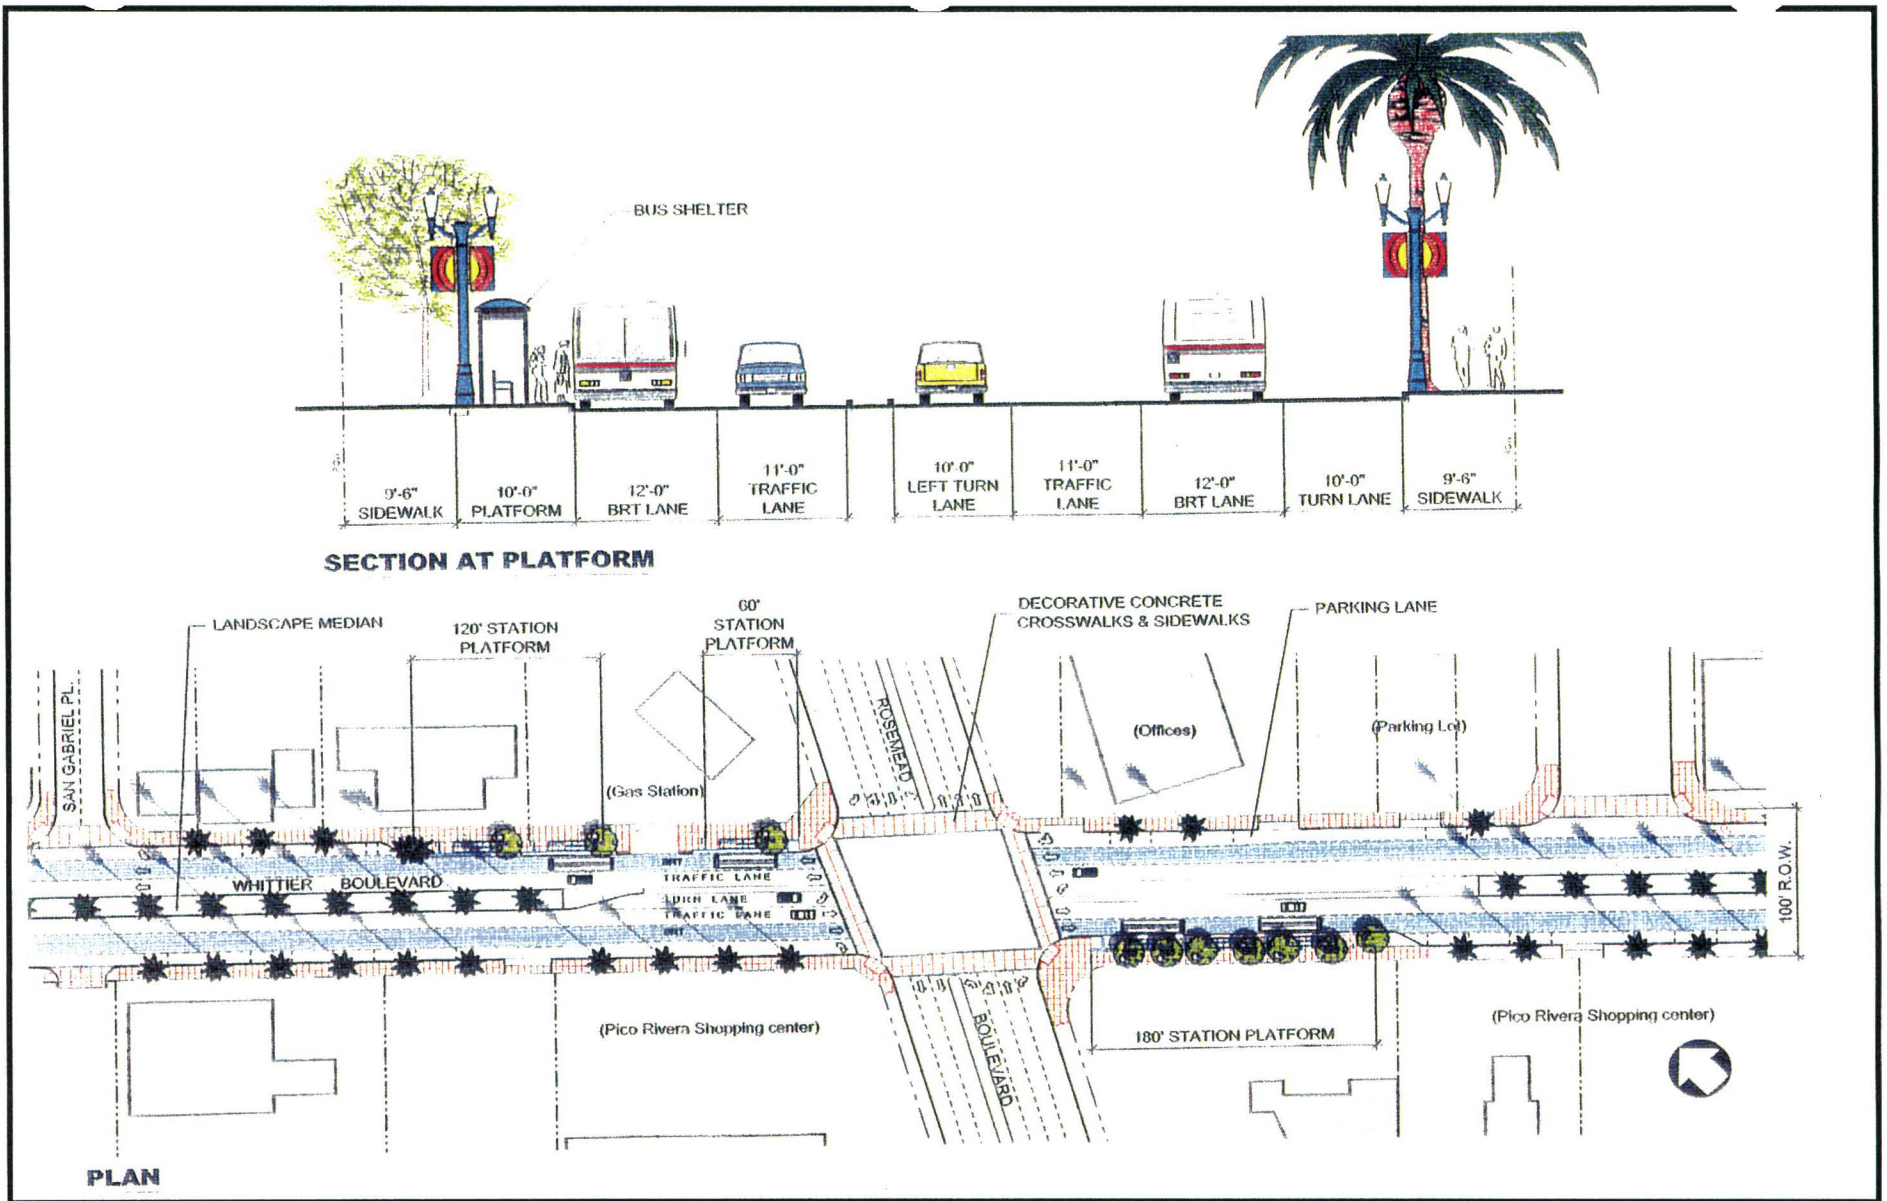 BUS SHELTER
ROW
ROW
9'-6"
SIDEWALK
10'-0"
PLATFORM
12'-0"
BRT LANE
11'-0"
TRAFFIC
LANE
10'-0"
LEFT TURN
LANE
11'-0"
TRAFFIC
LANE
12'-0"
BRT LANE
10'-0"
TURN LANE
9'-6"
SIDEWALK
SECTION AT PLATFORM
LANDSCAPE MEDIAN
120' STATION
PLATFORM
60'
STATION
PLATFORM
DECORATIVE CONCRETE
CROSSWALKS & SIDEWALKS
PARKING LANE
SAN GABRIEL PL.
ROSEMEAD
(Offices)
(Parking Lot)
(Gas Station)
WHITTIER BOULEVARD
BRT
TRAFFIC LANE
TURN LANE
TRAFFIC LANE
BRT
100' R.O.W.
(Pico Rivera Shopping center)
BOULEVARD
180' STATION PLATFORM
(Pico Rivera Shopping center)
PLAN